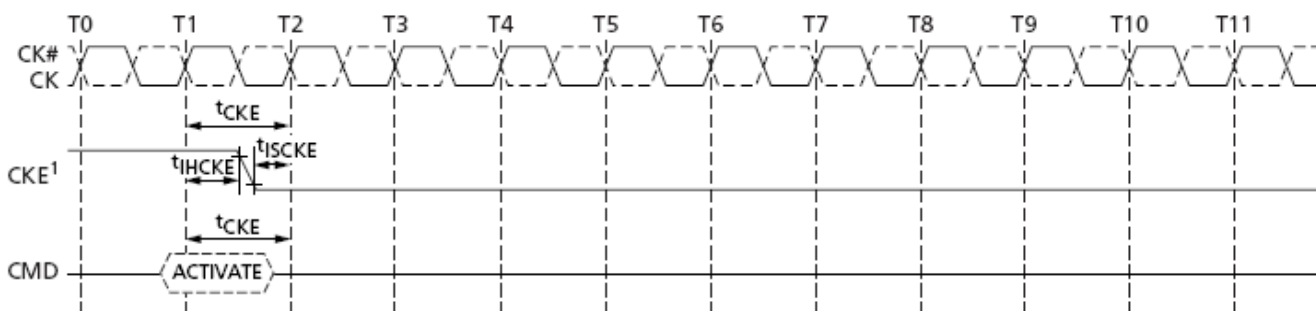 T0 T1 T2 T3 T4 T5 T6 T7 T8 T9 T10 T11
CK#
CK
tCKE
tISCKE
tIHCKE
CKE1
tCKE
CMD ACTIVATE